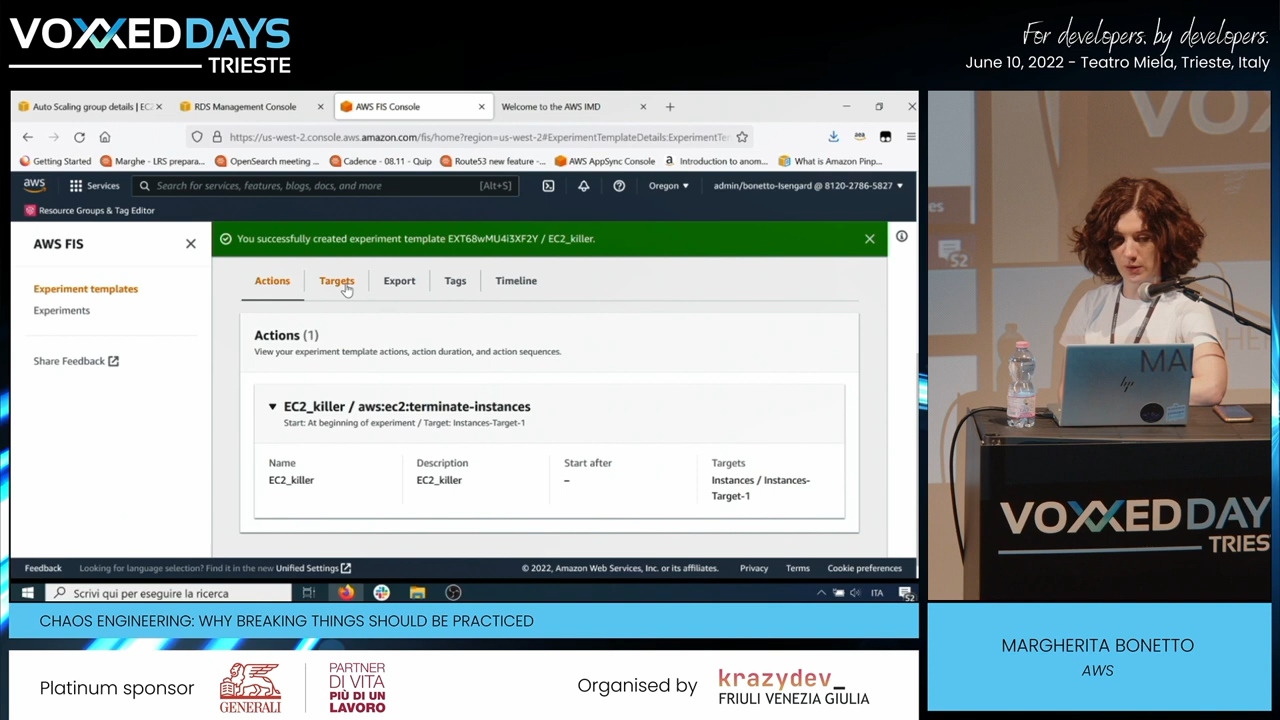 VOXXEDDAYS
TRIESTE
For developers, by developers.
June 10, 2022 - Teatro Miela, Trieste, Italy
Auto Scaling group details | EC2
RDS Management Console
AWS FIS Console
Welcome to the AWS IMD
https://us-west-2.console.aws.amazon.com/fis/home?region=us-west-2#ExperimentTemplateDetails:ExperimentTe
Getting Started
Marghe - LRS prepara...
OpenSearch meeting ...
Cadence - 08.11 - Quip
Route53 new feature -...
AWS AppSync Console
Introduction to anom...
What is Amazon Pinp...
aws
Services
Search for services, features, blogs, docs, and more
[Alt+S]
Oregon
admin/bonetto-Isengard @ 8120-2786-5827
Resource Groups & Tag Editor
AWS FIS
You successfully created experiment template EXT68wMU4i3XF2Y / EC2_killer.
Experiment templates
Experiments
Share Feedback
Actions
Targets
Export
Tags
Timeline
Actions (1)
View your experiment template actions, action duration, and action sequences.
EC2_killer / aws:ec2:terminate-instances
Start: At beginning of experiment / Target: Instances-Target-1
Name
Description
Start after
Targets
EC2_killer
EC2_killer
–
Instances / Instances-
Target-1
Feedback
Looking for language selection? Find it in the new Unified Settings
© 2022, Amazon Web Services, Inc. or its affiliates.
Privacy
Terms
Cookie preferences
Scrivi qui per eseguire la ricerca
ITA
52
es
52
MA
hp
VOXXEDDAY
TRIES
CHAOS ENGINEERING: WHY BREAKING THINGS SHOULD BE PRACTICED
MARGHERITA BONETTO
AWS
Platinum sponsor
GENERALI
PARTNER
DI VITA
PIÙ DI UN
LAVORO
Organised by
krazydev_
FRIULI VENEZIA GIULIA